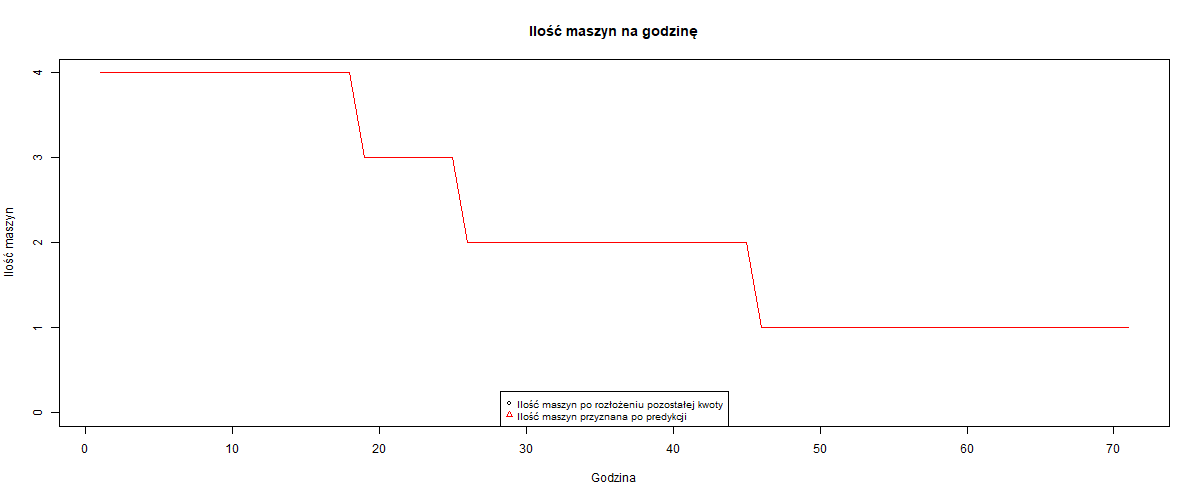 Ilość maszyn na godzinę
Ilość maszyn
4
3
2
1
0
Ilość maszyn po rozłożeniu pozostałej kwoty
Ilość maszyn przyznana po predykcji
0 10 20 30 40 50 60 70
Godzina